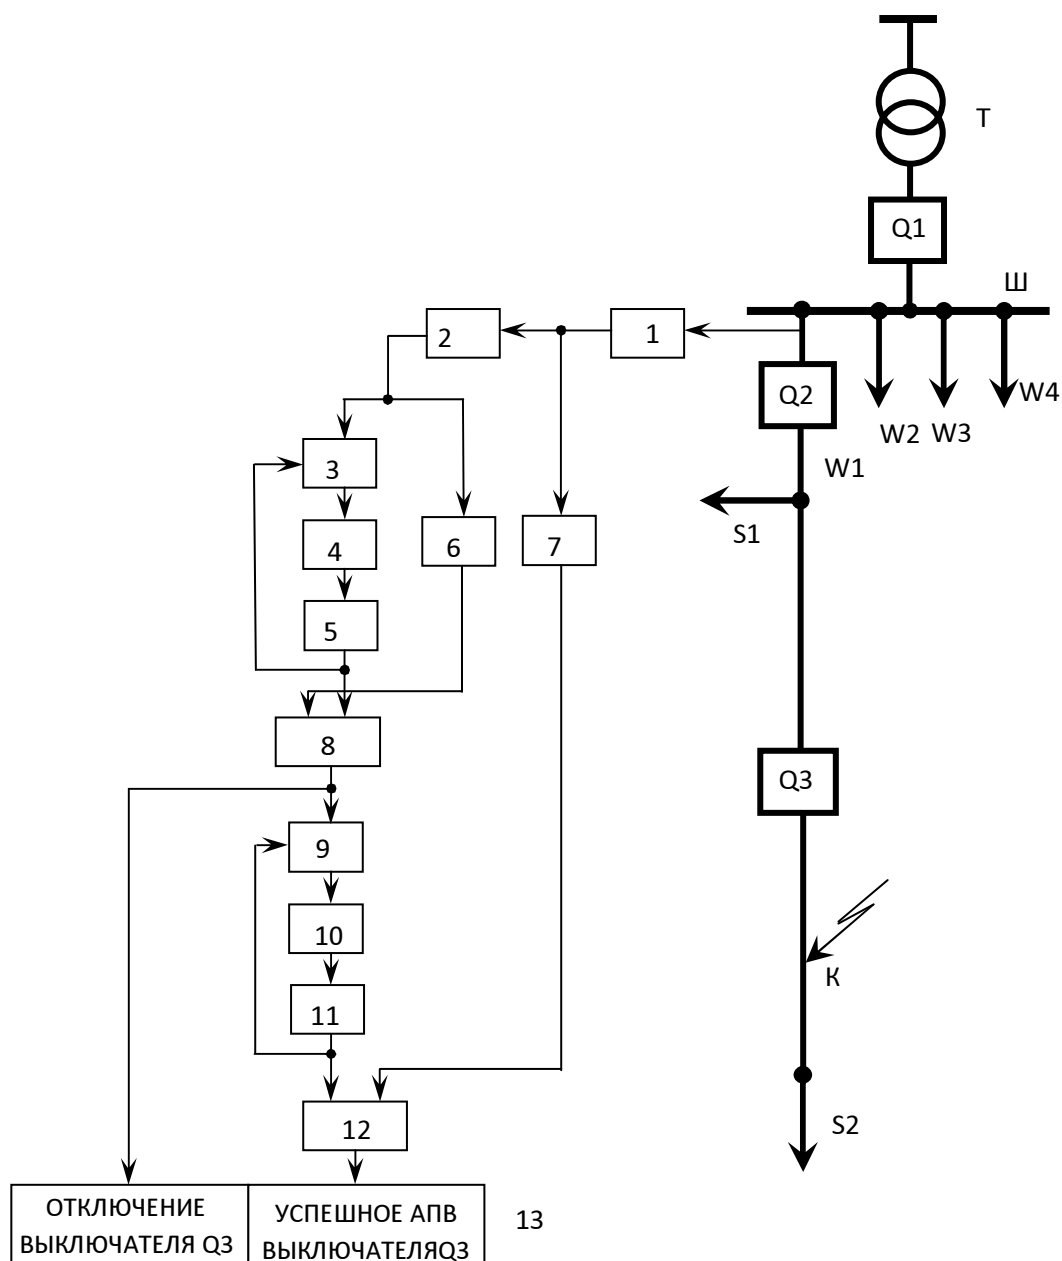 Т
Q1
Ш
2
1
Q2
W4
W2
W3
W1
3
S1
4
6
7
5
8
Q3
9
10
К
11
12
S2
ОТКЛЮЧЕНИЕ
ВЫКЛЮЧАТЕЛЯ Q3
УСПЕШНОЕ АПВ
ВЫКЛЮЧАТЕЛЯQ3
13